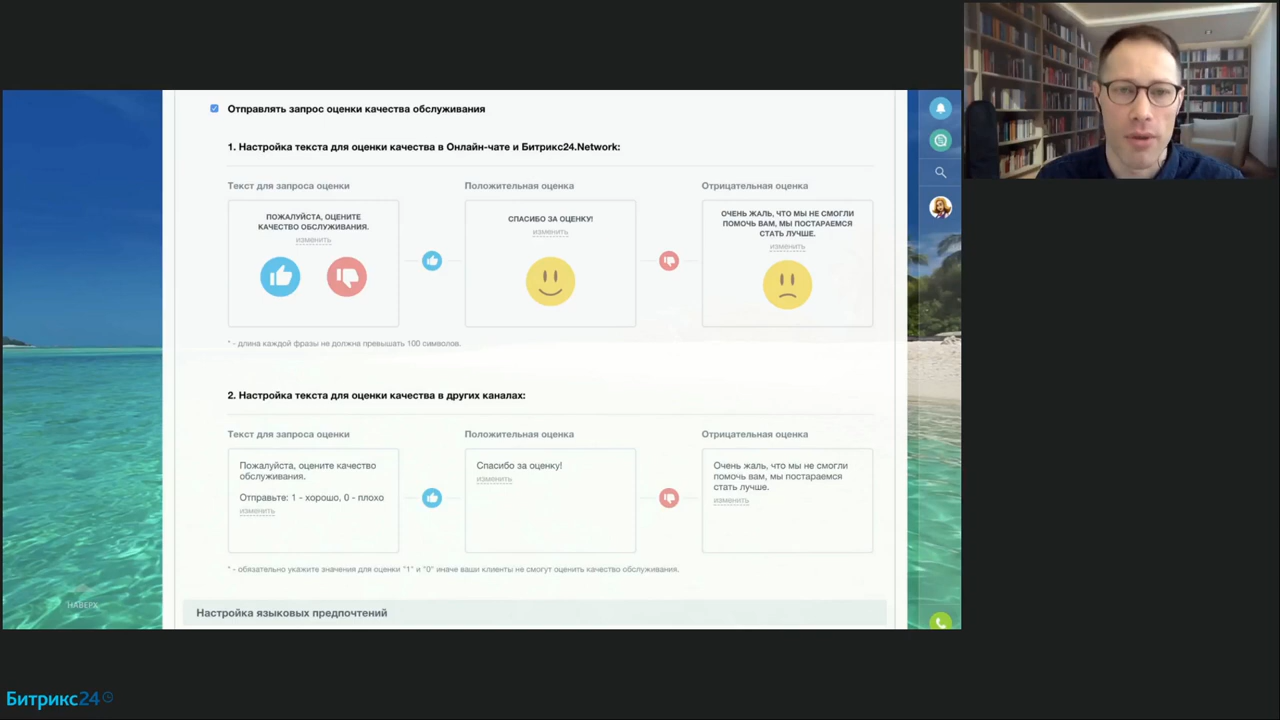 Отправлять запрос оценки качества обслуживания
1. Настройка текста для оценки качества в Онлайн-чате и Битрикс24.Network:
Текст для запроса оценки
Положительная оценка
Отрицательная оценка
ПОЖАЛУЙСТА, ОЦЕНИТЕ
КАЧЕСТВО ОБСЛУЖИВАНИЯ.
изменить
СПАСИБО ЗА ОЦЕНКУ!
изменить
ОЧЕНЬ ЖАЛЬ, ЧТО МЫ НЕ СМОГЛИ
ПОМОЧЬ ВАМ, МЫ ПОСТАРАЕМСЯ
СТАТЬ ЛУЧШЕ.
изменить
* - длина каждой фразы не должна превышать 100 символов.
2. Настройка текста для оценки качества в других каналах:
Текст для запроса оценки
Положительная оценка
Отрицательная оценка
Пожалуйста, оцените качество
обслуживания.
Отправьте: 1 - хорошо, 0 - плохо
изменить
Спасибо за оценку!
изменить
Очень жаль, что мы не смогли
помочь вам, мы постараемся
стать лучше.
изменить
* - обязательно укажите значения для оценки "1" и "0" иначе ваши клиенты не смогут оценить качество обслуживания.
НАВЕРХ
Настройка языковых предпочтений
Битрикс24